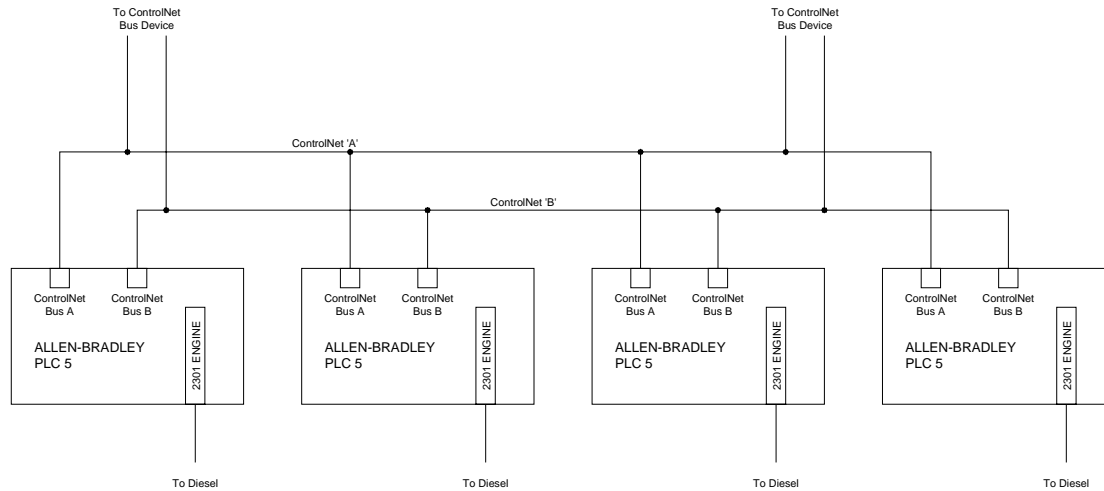 To ControlNet
Bus Device
To ControlNet
Bus Device
ControlNet 'A'
ControlNet 'B'
ControlNet
Bus A
ControlNet
Bus B
2301 ENGINE
ALLEN-BRADLEY
PLC 5
To Diesel
ControlNet
Bus A
ControlNet
Bus B
2301 ENGINE
ALLEN-BRADLEY
PLC 5
To Diesel
ControlNet
Bus A
ControlNet
Bus B
2301 ENGINE
ALLEN-BRADLEY
PLC 5
To Diesel
ControlNet
Bus A
ControlNet
Bus B
2301 ENGINE
ALLEN-BRADLEY
PLC 5
To Diesel